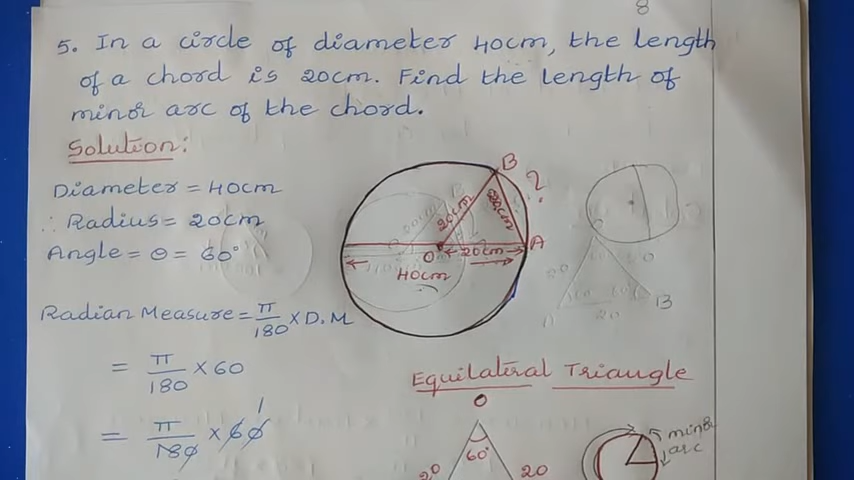 8
5. In a circle of diameter 40cm, the length
of a chord is 20cm. Find the length of
minor arc of the chord.
Solution:
Diameter = 40cm
∴ Radius = 20cm
Angle = θ = 60°
B
?
20cm
20cm
O
20cm
A
40cm
Radian Measure = π/180 × D.M
= π/180 × 60
= π/180 × 60 1
Equilateral Triangle
O
60°
20
20
minor
arc
20
A
20
B